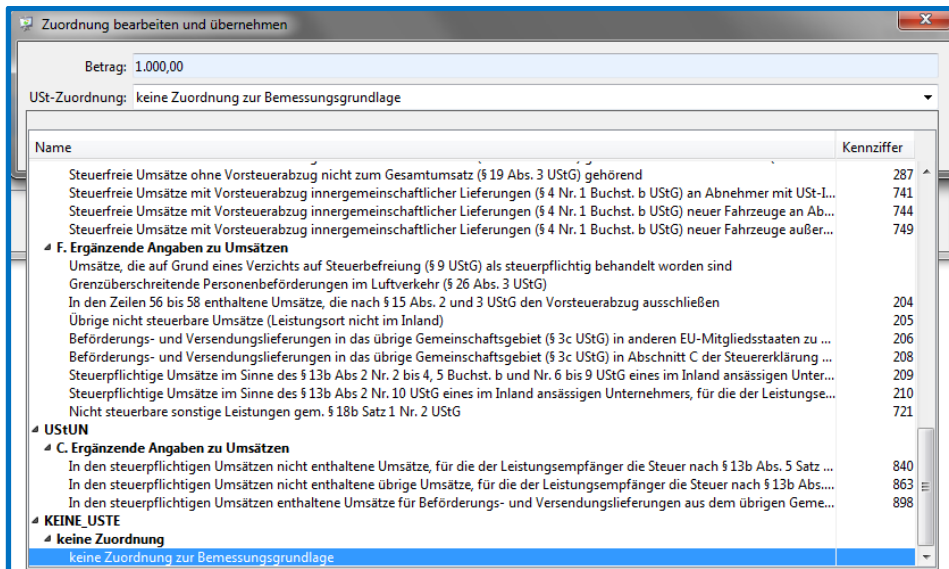 Zuordnung bearbeiten und übernehmen
Betrag: 1.000,00
USt-Zuordnung: keine Zuordnung zur Bemessungsgrundlage
Name Kennziffer
Steuerfreie Umsätze ohne Vorsteuerabzug nicht zum Gesamtumsatz (§ 19 Abs. 3 UStG) gehörend 287
Steuerfreie Umsätze mit Vorsteuerabzug innergemeinschaftlicher Lieferungen (§ 4 Nr. 1 Buchst. b UStG) an Abnehmer mit USt-I... 741
Steuerfreie Umsätze mit Vorsteuerabzug innergemeinschaftlicher Lieferungen (§ 4 Nr. 1 Buchst. b UStG) neuer Fahrzeuge an Ab... 744
Steuerfreie Umsätze mit Vorsteuerabzug innergemeinschaftlicher Lieferungen (§ 4 Nr. 1 Buchst. b UStG) neuer Fahrzeuge außer... 749
F. Ergänzende Angaben zu Umsätzen
Umsätze, die auf Grund eines Verzichts auf Steuerbefreiung (§ 9 UStG) als steuerpflichtig behandelt worden sind
Grenzüberschreitende Personenbeförderungen im Luftverkehr (§ 26 Abs. 3 UStG)
In den Zeilen 56 bis 58 enthaltene Umsätze, die nach § 15 Abs. 2 und 3 UStG den Vorsteuerabzug ausschließen 204
Übrige nicht steuerbare Umsätze (Leistungsort nicht im Inland) 205
Beförderungs- und Versendungslieferungen in das übrige Gemeinschaftsgebiet (§ 3c UStG) in anderen EU-Mitgliedsstaaten zu ... 206
Beförderungs- und Versendungslieferungen in das übrige Gemeinschaftsgebiet (§ 3c UStG) in Abschnitt C der Steuererklärung ... 208
Steuerpflichtige Umsätze im Sinne des § 13b Abs 2 Nr. 2 bis 4, 5 Buchst. b und Nr. 6 bis 9 UStG eines im Inland ansässigen Unter... 209
Steuerpflichtige Umsätze im Sinne des § 13b Abs 2 Nr. 10 UStG eines im Inland ansässigen Unternehmers, für die der Leistungse... 210
Nicht steuerbare sonstige Leistungen gem. § 18b Satz 1 Nr. 2 UStG 721
UStUN
C. Ergänzende Angaben zu Umsätzen
In den steuerpflichtigen Umsätzen nicht enthaltene Umsätze, für die der Leistungsempfänger die Steuer nach § 13b Abs. 5 Satz ... 840
In den steuerpflichtigen Umsätzen nicht enthaltene übrige Umsätze, für die der Leistungsempfänger die Steuer nach § 13b Abs.... 863
In den steuerpflichtigen Umsätzen enthaltene Umsätze für Beförderungs- und Versendungslieferungen aus dem übrigen Geme... 898
KEINE_USTE
keine Zuordnung
keine Zuordnung zur Bemessungsgrundlage